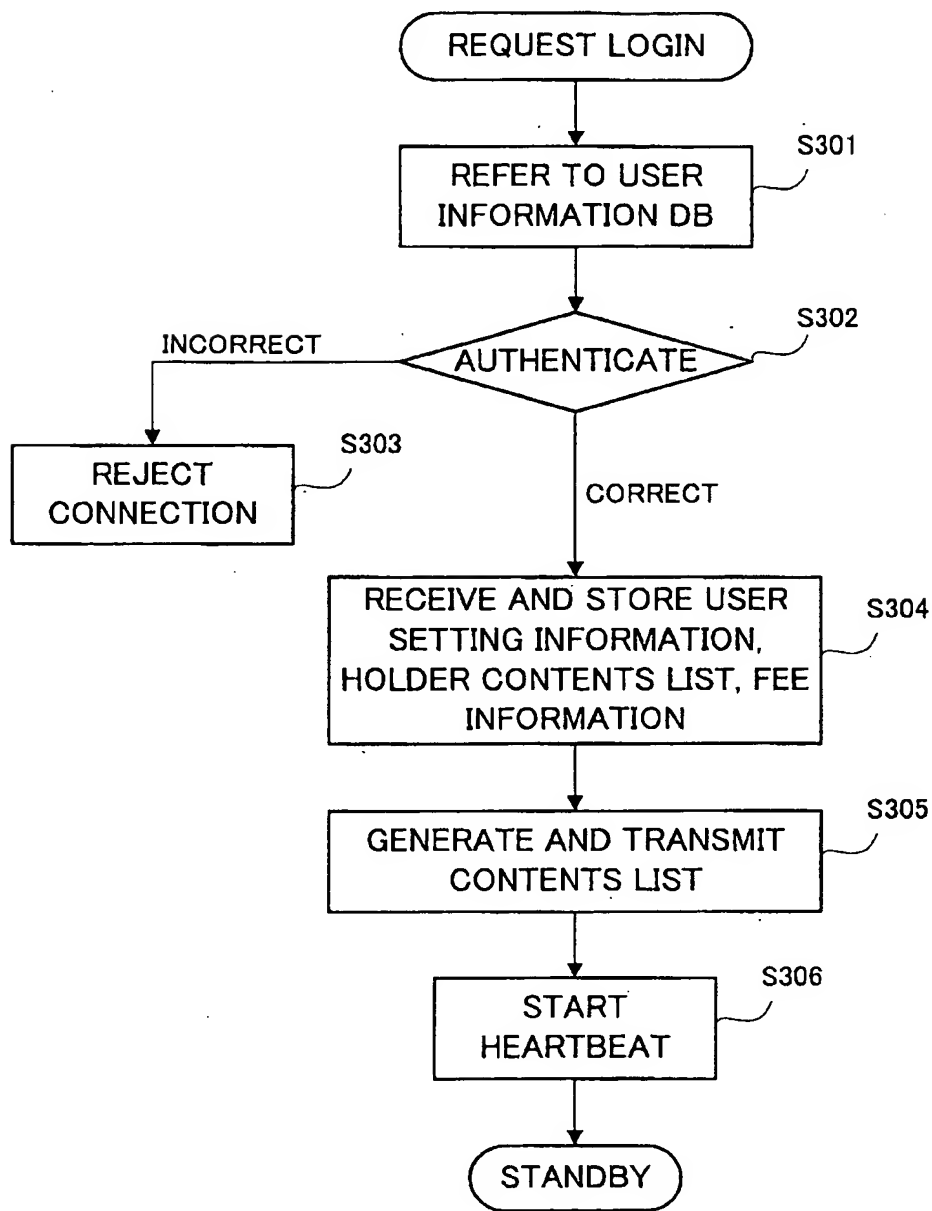 REQUEST LOGIN
S301
REFER TO USER
INFORMATION DB
S302
AUTHENTICATE
INCORRECT
S303
REJECT
CONNECTION
CORRECT
S304
RECEIVE AND STORE USER
SETTING INFORMATION,
HOLDER CONTENTS LIST, FEE
INFORMATION
S305
GENERATE AND TRANSMIT
CONTENTS LIST
S306
START
HEARTBEAT
STANDBY